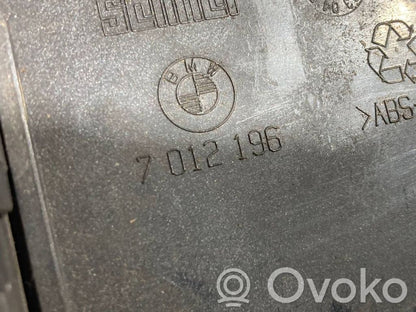 BMW
7 012 196
>ABS-
Ovoko